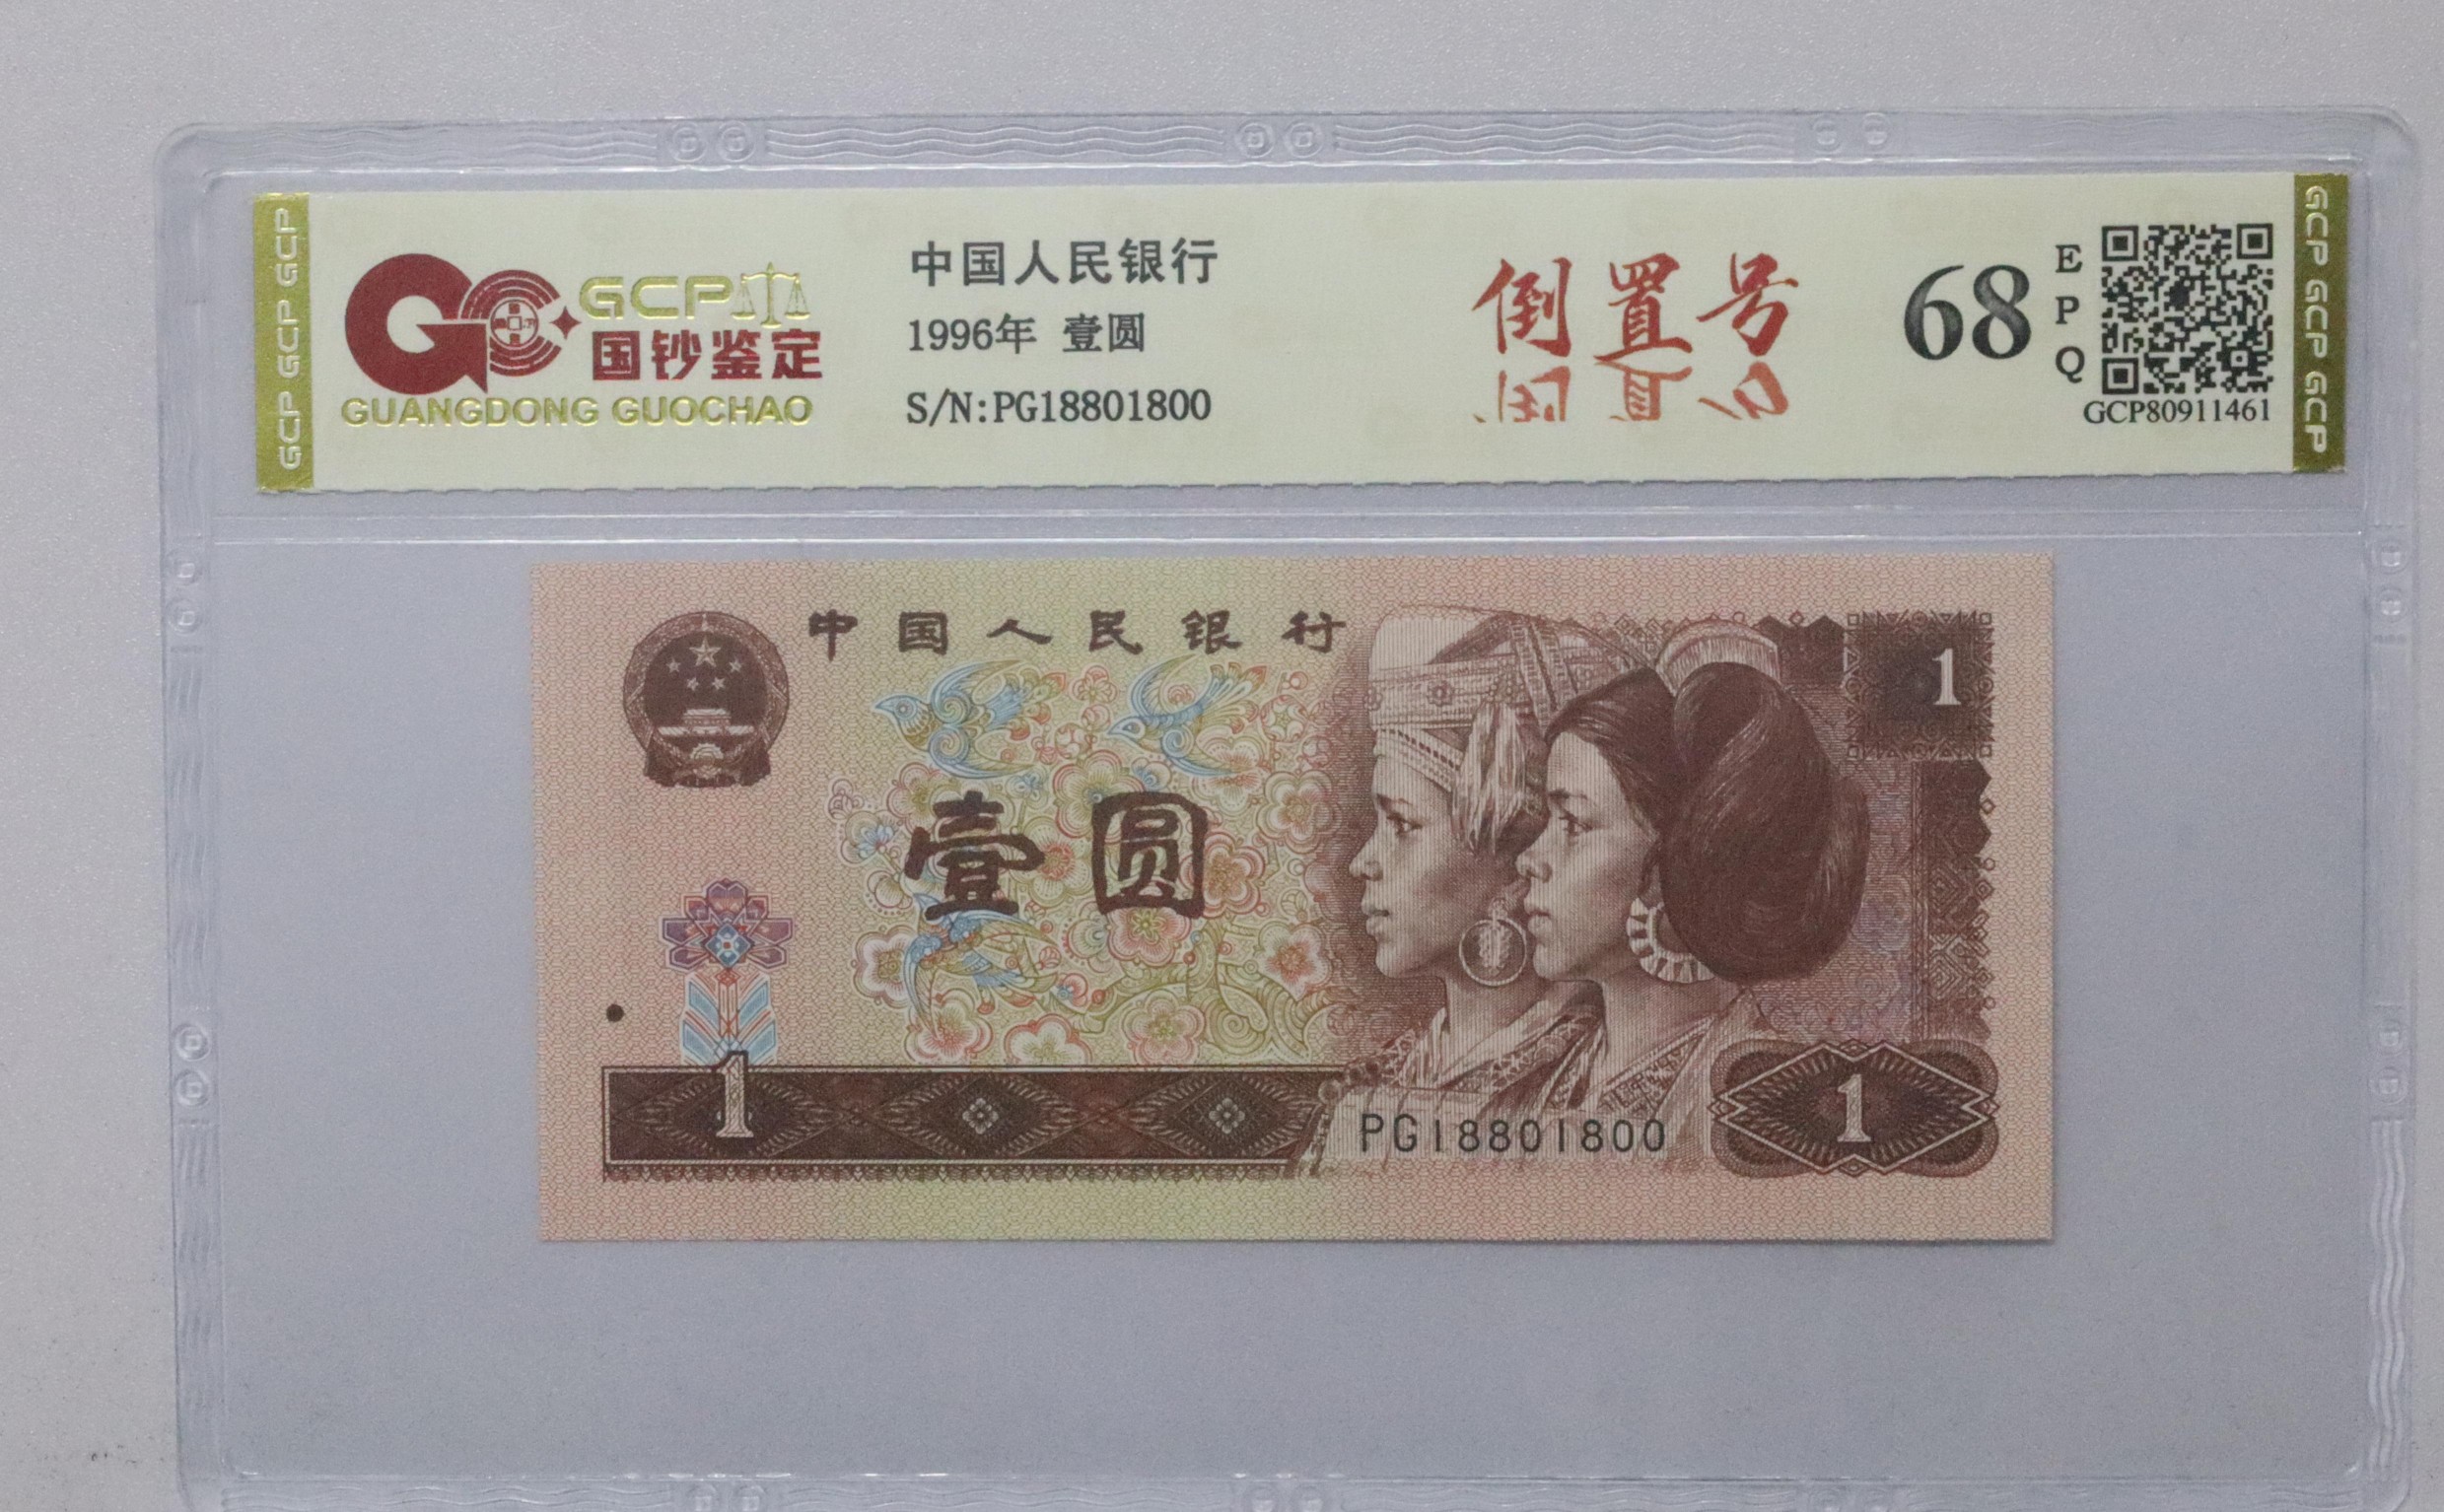 GCP GCP GCP
GCP
国钞鉴定
GUANGDONG GUOCHAO
中国人民银行
1996年 壹圆
S/N:PG18801800
倒置号
68
EPQ
GCP80911461
GCP GCP GCP GCP
中国人民银行
1
壹圆
1
PG18801800
1